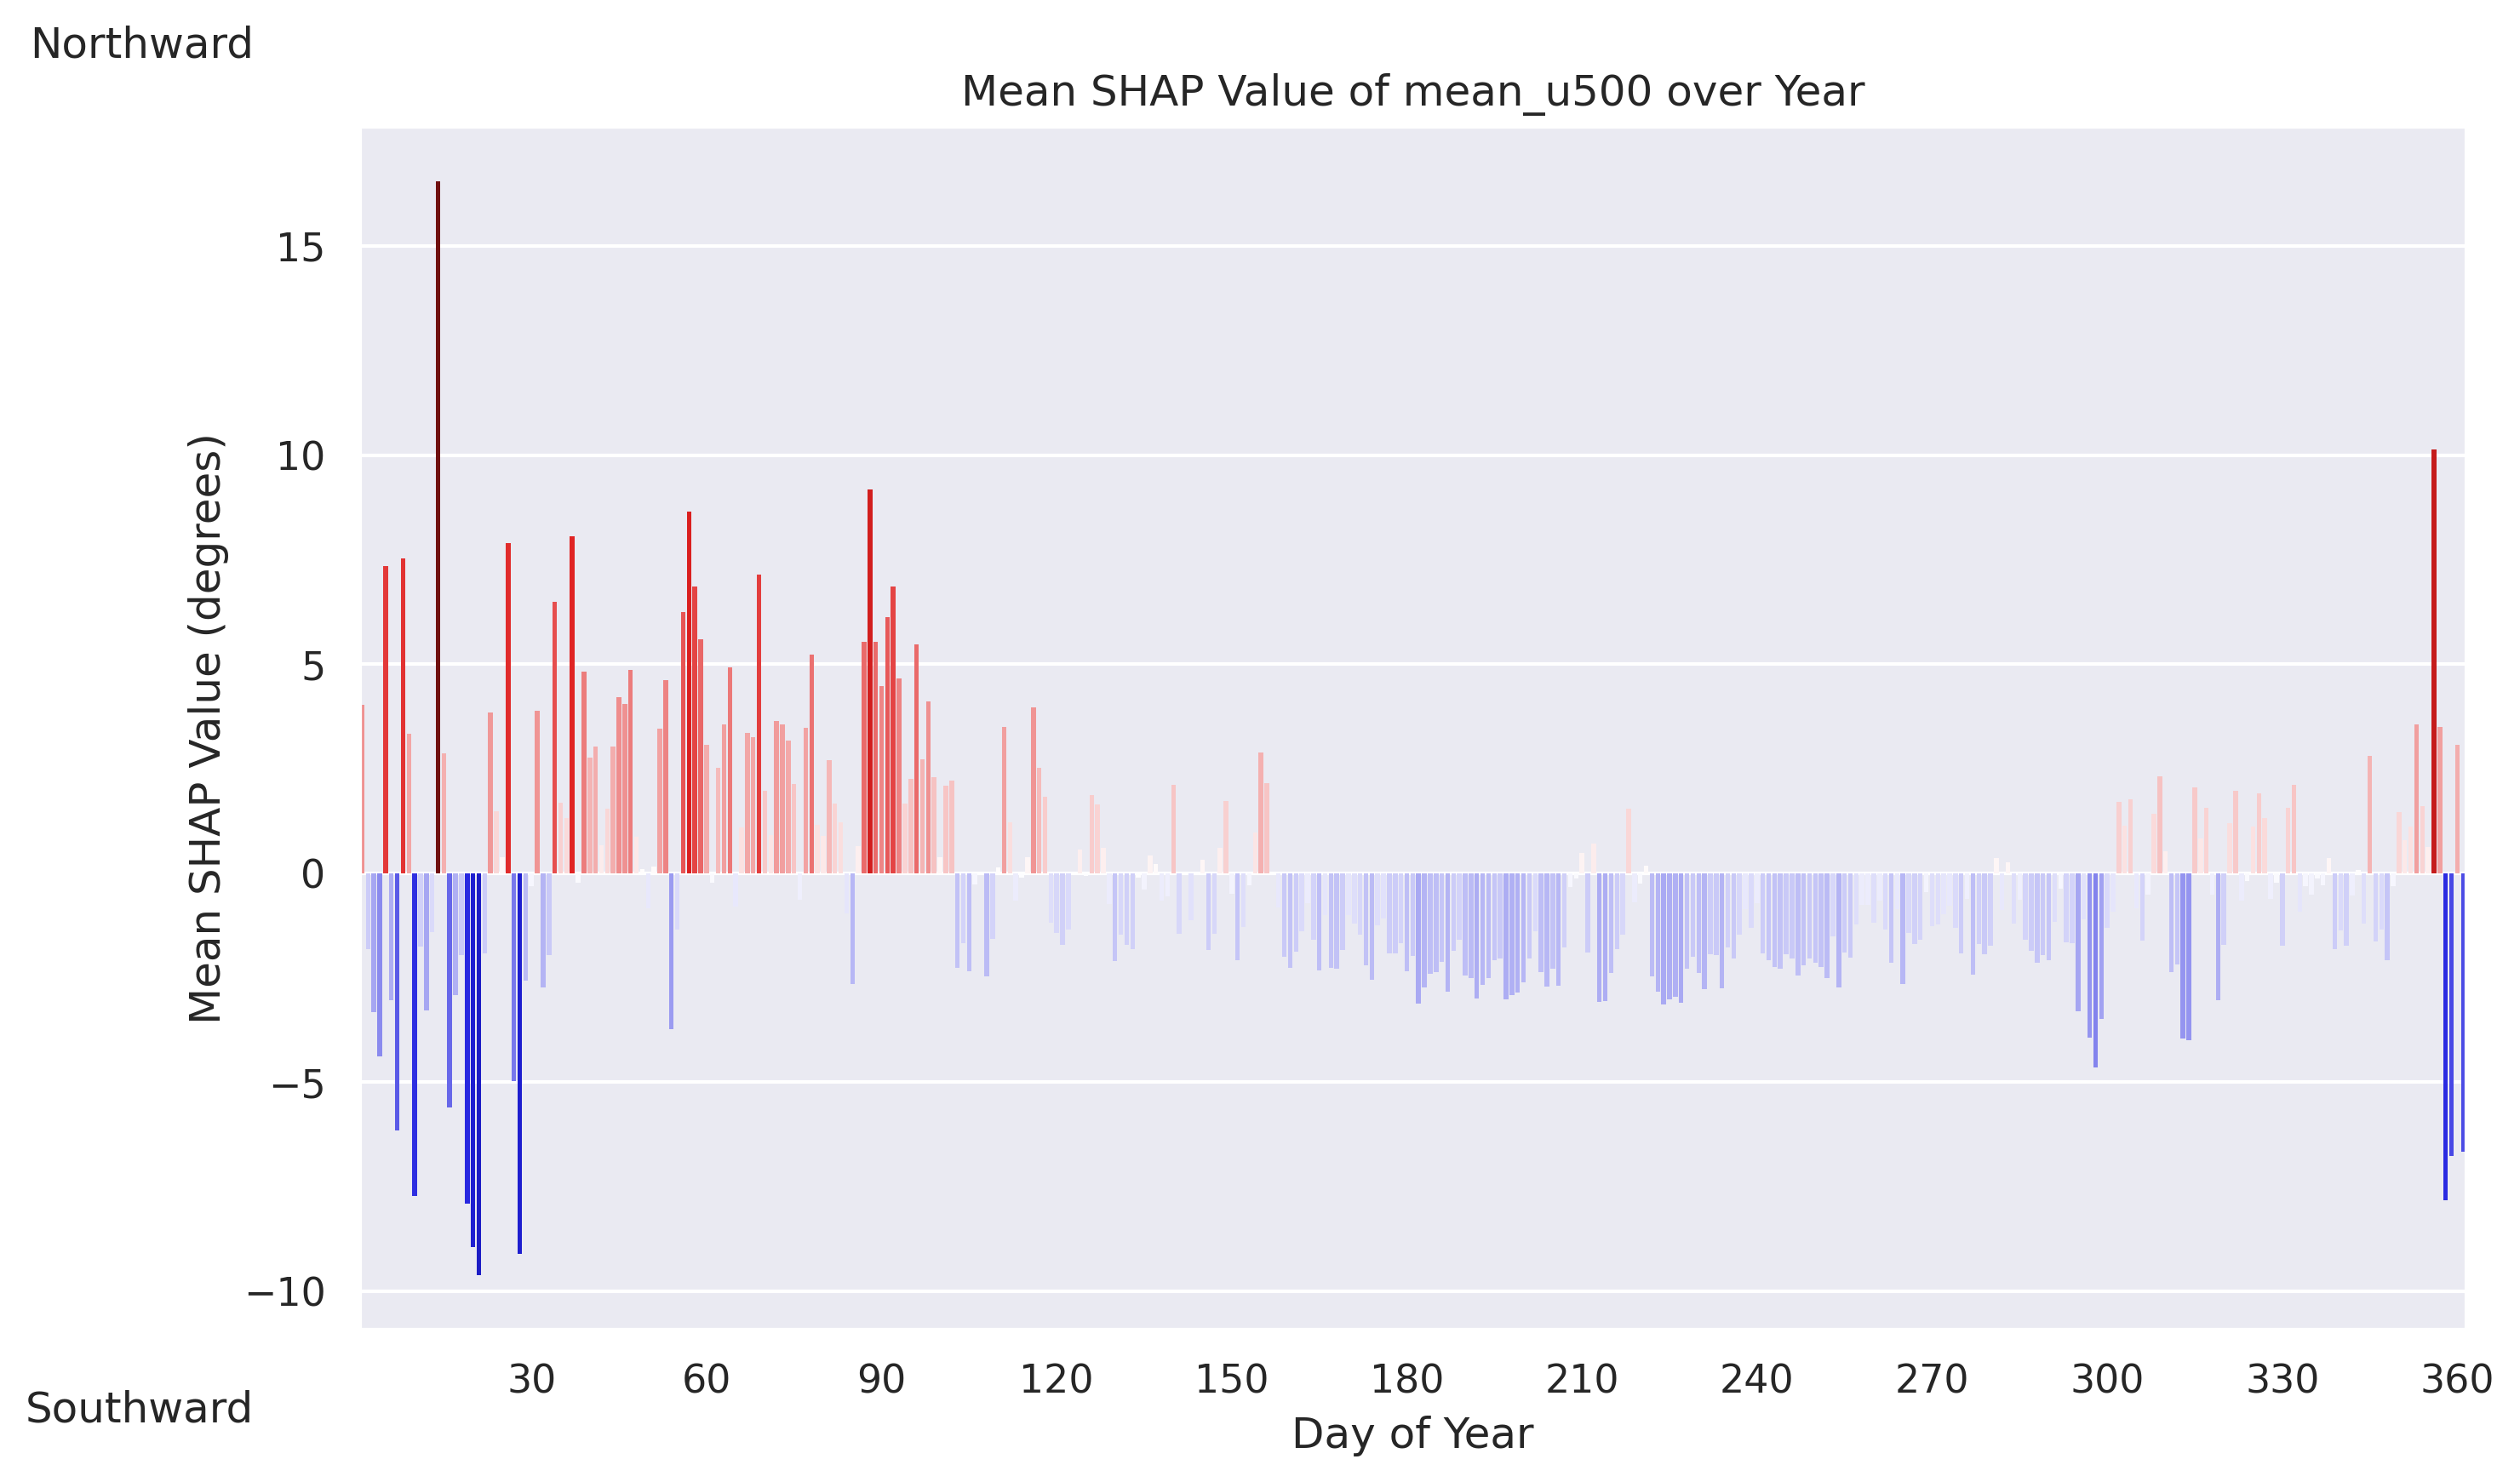 Northward
Mean SHAP Value of mean_u500 over Year
Mean SHAP Value (degrees)
15
10
5
0
−5
−10
30 60 90 120 150 180 210 240 270 300 330 360
Southward
Day of Year